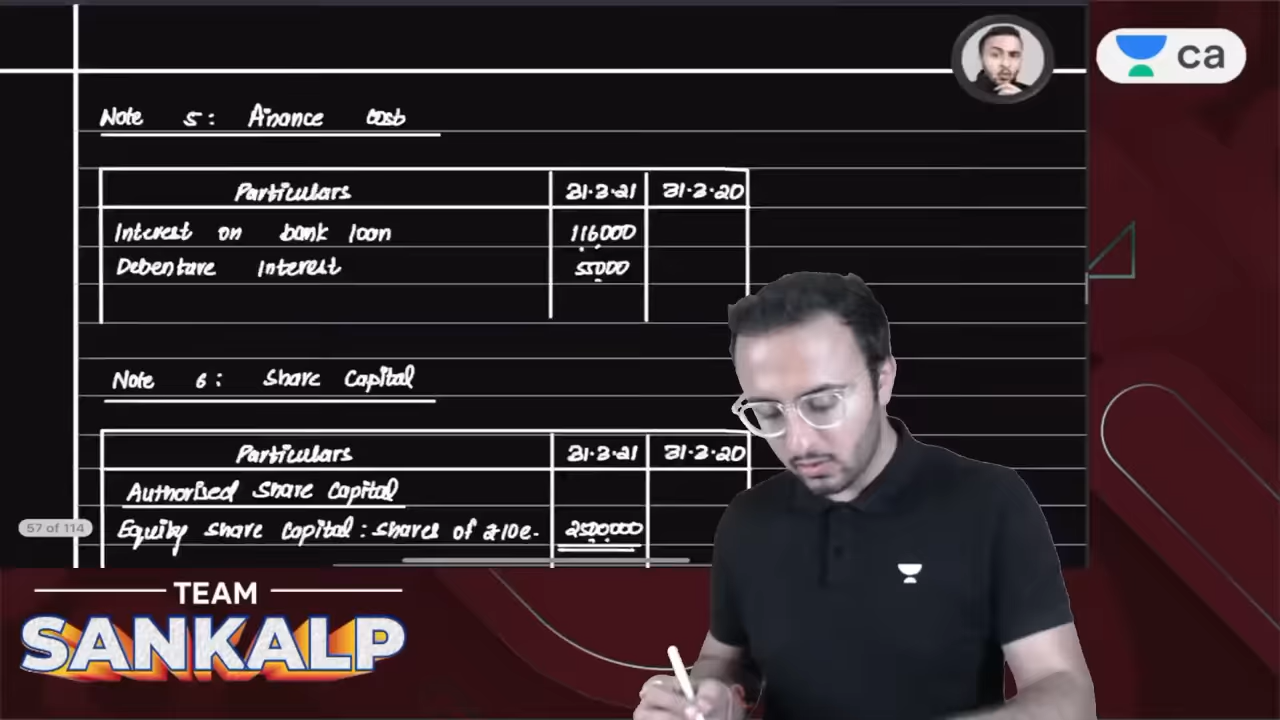 ca
Note 5: Finance cost
Particulars 31.3.21 31.3.20
Interest on bank loan 116000
Debenture Interest 55000
Note 6: Share Capital
Particulars 31.3.21 31.3.20
Authorised Share Capital
Equity share capital: shares of ₹10e. 2500000
57 of 114
TEAM
SANKALP